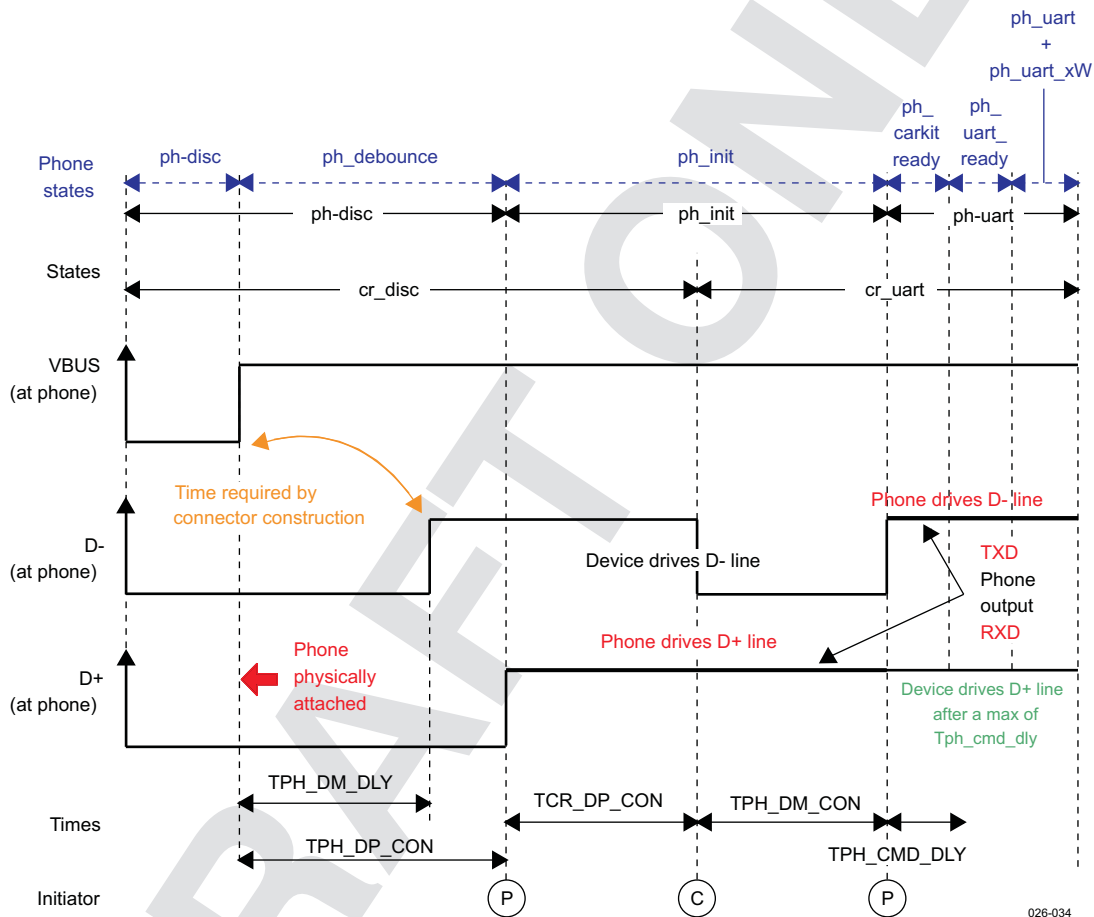 ph_uart
+
ph_uart_xW
ph_
carkit
ready
ph_
uart_
ready
Phone
states
ph-disc
ph_debounce
ph_init
ph-disc
ph_init
ph-uart
States
cr_disc
cr_uart
VBUS
(at phone)
Time required by
connector construction
Phone drives D- line
D-
(at phone)
Device drives D- line
TXD
Phone
output
RXD
Phone drives D+ line
Phone
physically
attached
D+
(at phone)
Device drives D+ line
after a max of
Tph_cmd_dly
TPH_DM_DLY
TCR_DP_CON
TPH_DM_CON
Times
TPH_DP_CON
TPH_CMD_DLY
Initiator
P
C
P
026-034